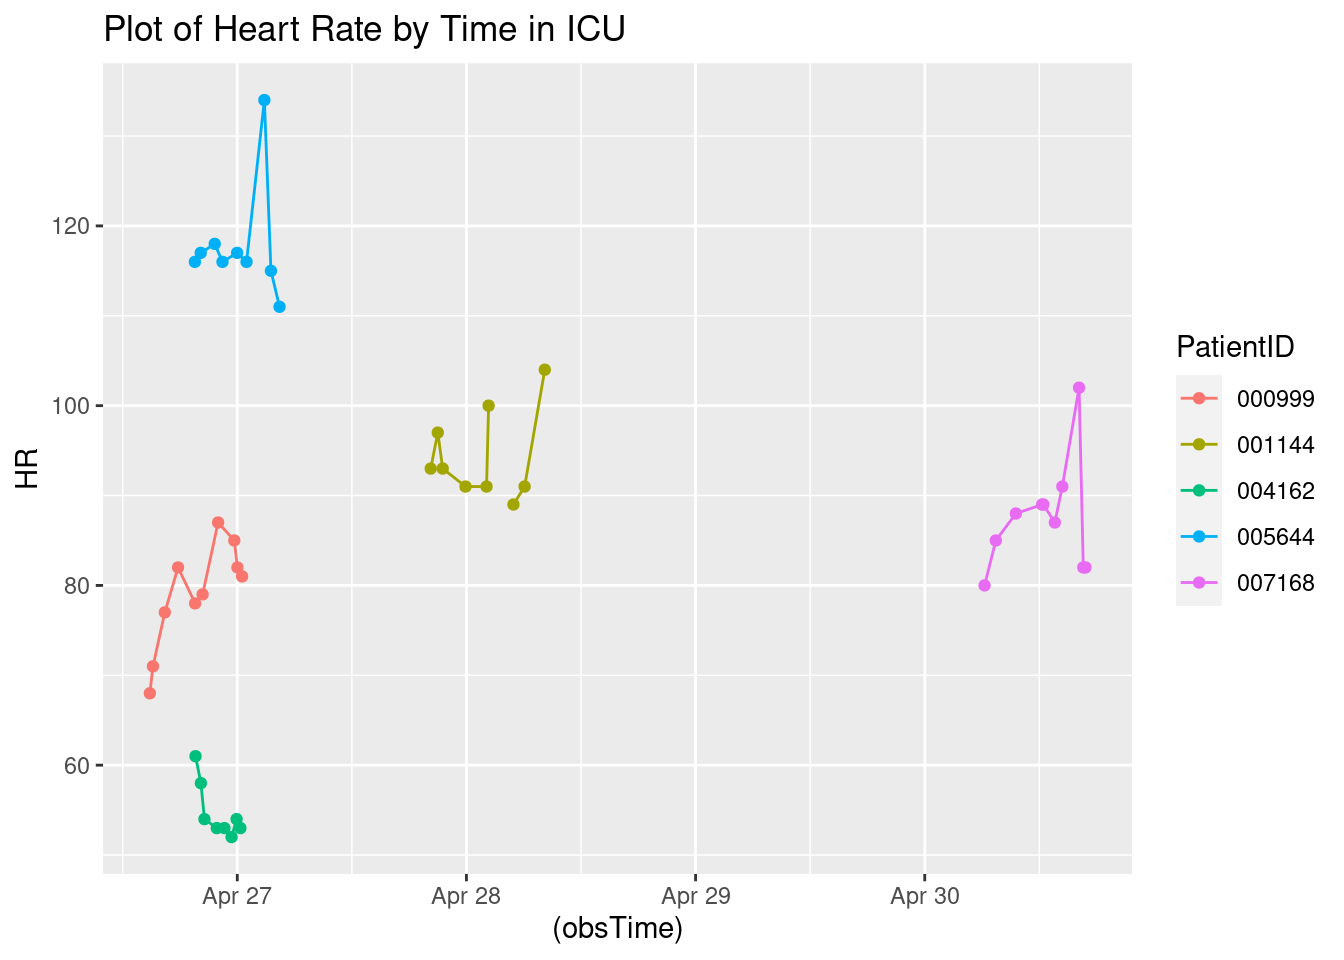 Plot of Heart Rate by Time in ICU
HR
120
100
80
60
Apr 27
Apr 28
Apr 29
Apr 30
(obsTime)
PatientID
000999
001144
004162
005644
007168